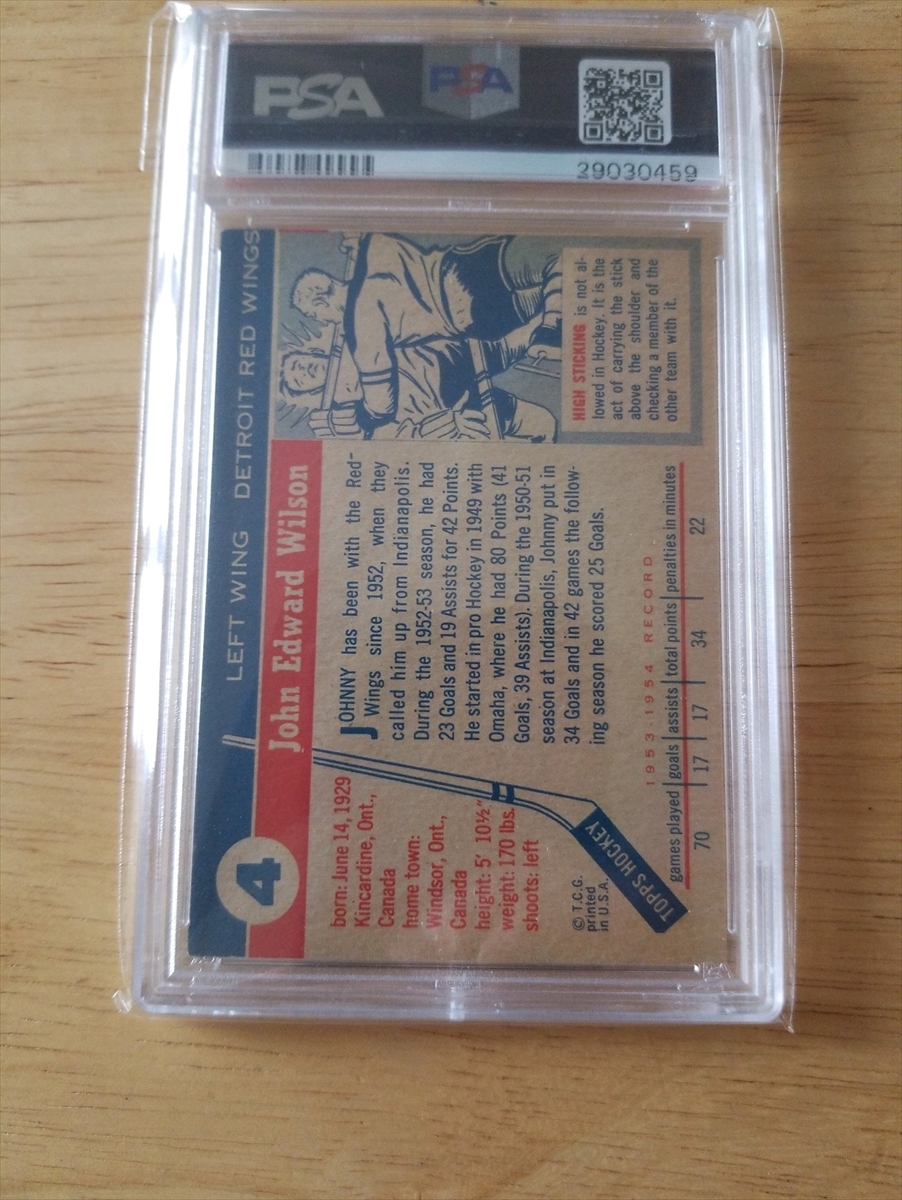 PSA
PSA
29030459
4
LEFT WING DETROIT RED WINGS
John Edward Wilson
born: June 14, 1929
Kincardine, Ont.,
Canada
home town:
Windsor, Ont.,
Canada
height: 5' 10½"
weight: 170 lbs.
shoots: left
© T.C.G.
printed
in U.S.A.
TOPPS HOCKEY
JOHNNY has been with the Red-
Wings since 1952, when they
called him up from Indianapolis.
During the 1952-53 season, he had
23 Goals and 19 Assists for 42 Points.
He started in pro Hockey in 1949 with
Omaha, where he had 80 Points (41
Goals, 39 Assists). During the 1950-51
season at Indianapolis, Johnny put in
34 Goals and in 42 games the follow-
ing season he scored 25 Goals.
HIGH STICKING is not al-
lowed in Hockey. It is the
act of carrying the stick
above the shoulder and
checking a member of the
other team with it.
1953-1954 RECORD
games played goals assists total points penalties in minutes
70 17 17 34 22